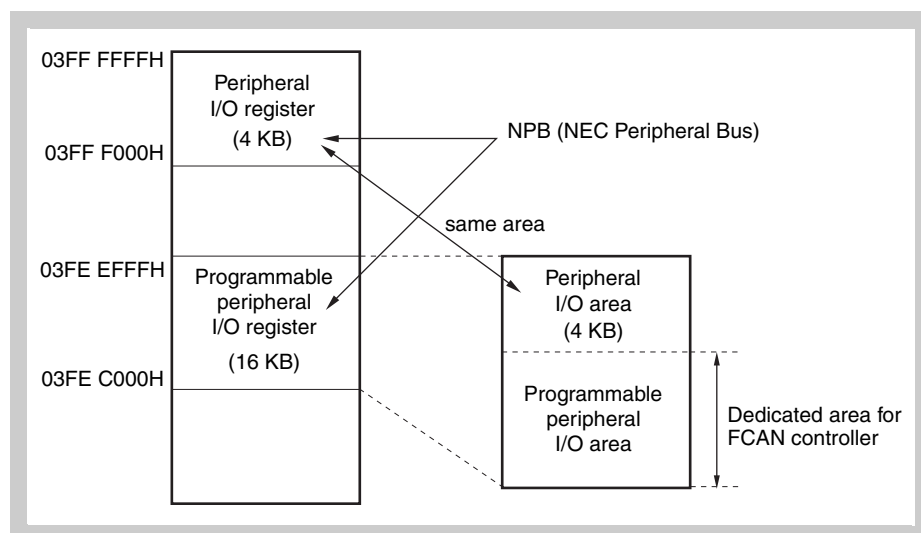 03FF FFFFH
Peripheral
I/O register
(4 KB)
NPB (NEC Peripheral Bus)
03FF F000H
same area
03FE EFFFH
Programmable
peripheral
I/O register
(16 KB)
03FE C000H
Peripheral
I/O area
(4 KB)
Programmable
peripheral
I/O area
Dedicated area for
FCAN controller